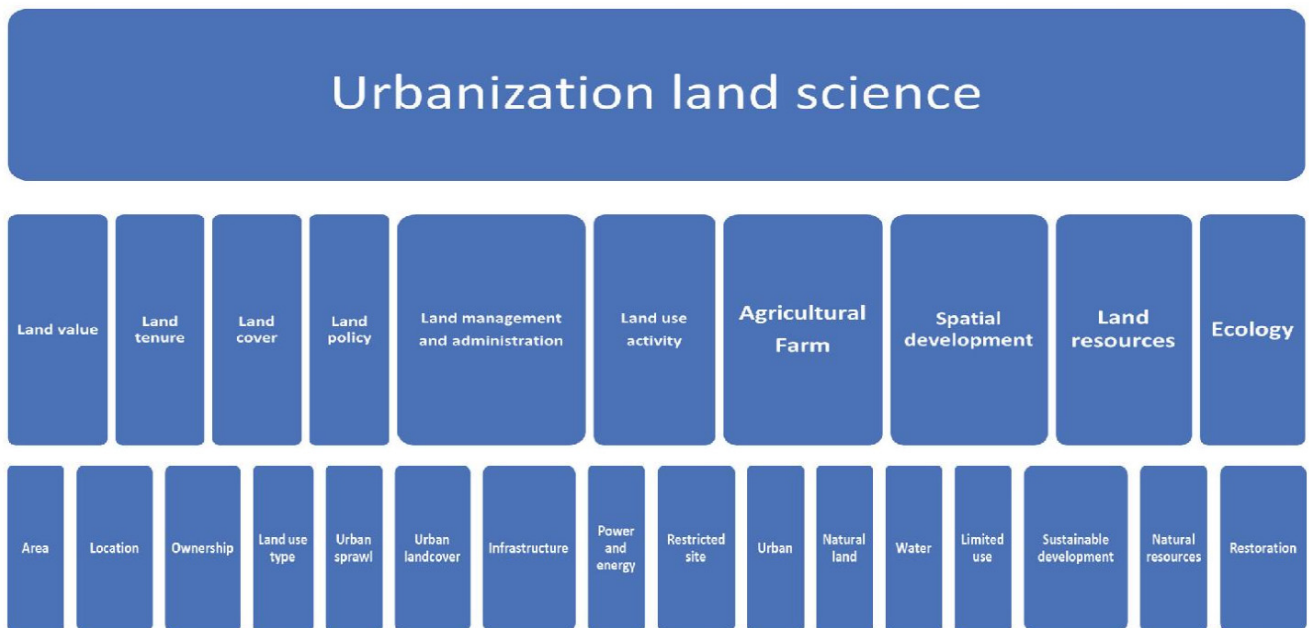 Urbanization land science
Land value
Land
tenure
Land
cover
Land
policy
Land management
and administration
Land use
activity
Agricultural
Farm
Spatial
development
Land
resources
Ecology
Area
Location
Ownership
Land use
type
Urban
sprawl
Urban
landcover
Infrastructure
Power
and
energy
Restricted
site
Urban
Natural
land
Water
Limited
use
Sustainable
development
Natural
resources
Restoration